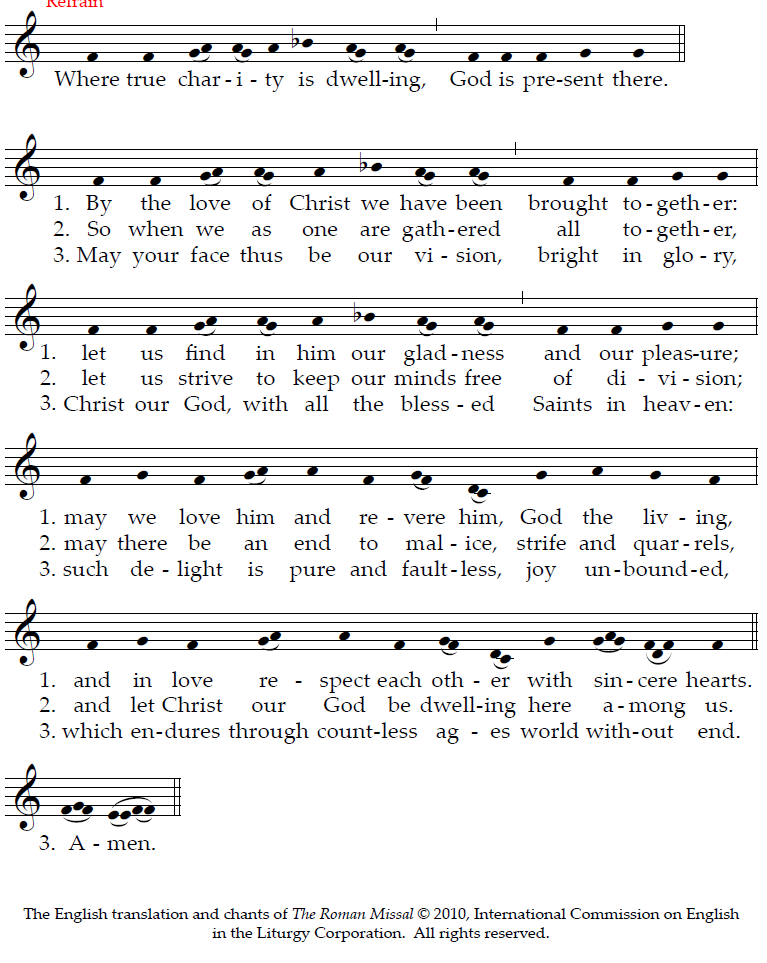 Refrain
Where true char - i - ty is dwell-ing, God is pre-sent there.
1. By the love of Christ we have been brought to - geth - er:
2. So when we as one are gath - ered all to - geth - er,
3. May your face thus be our vi - sion, bright in glo - ry,
1. let us find in him our glad - ness and our pleas-ure;
2. let us strive to keep our minds free of di - vi - sion;
3. Christ our God, with all the bless - ed Saints in heav - en:
1. may we love him and re - vere him, God the liv - ing,
2. may there be an end to mal - ice, strife and quar - rels,
3. such de - light is pure and fault - less, joy un - bound - ed,
1. and in love re - spect each oth - er with sin - cere hearts.
2. and let Christ our God be dwell - ing here a - mong us.
3. which en - dures through count - less ag - es world with - out end.
3. A - men.
The English translation and chants of The Roman Missal © 2010, International Commission on English
in the Liturgy Corporation. All rights reserved.